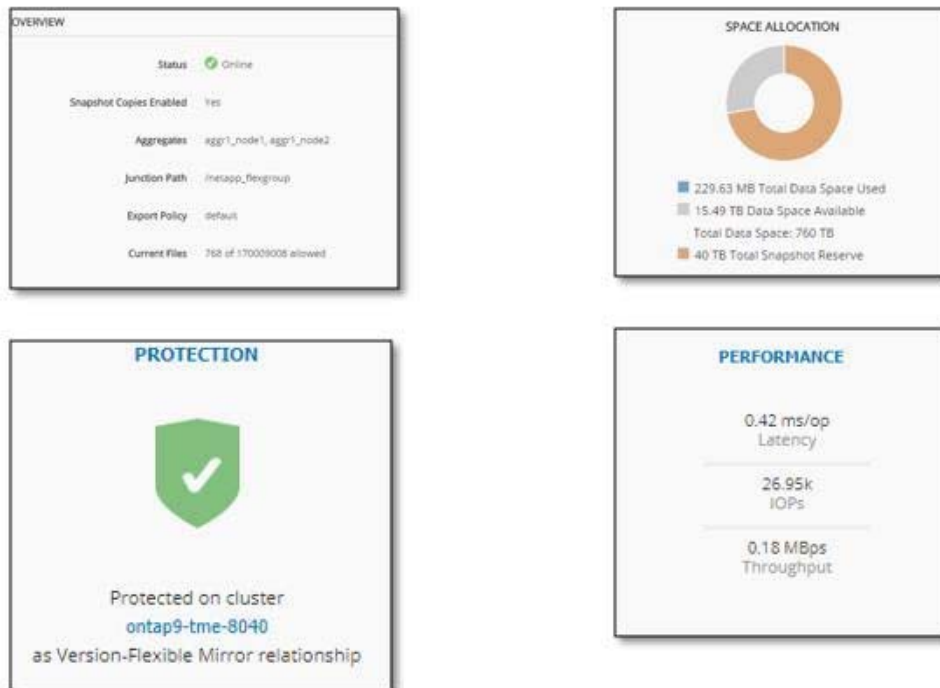 OVERVIEW
Status Online
Snapshot Copies Enabled Yes
Aggregates aggr1_node1, aggr1_node2
Junction Path /netapp_flexgroup
Export Policy default
Current Files 768 of 170009008 allowed
SPACE ALLOCATION
229.63 MB Total Data Space Used
15.49 TB Data Space Available
Total Data Space: 760 TB
40 TB Total Snapshot Reserve
PROTECTION
Protected on cluster
ontap9-tme-8040
as Version-Flexible Mirror relationship
PERFORMANCE
0.42 ms/op
Latency
26.95k
IOPs
0.18 MBps
Throughput